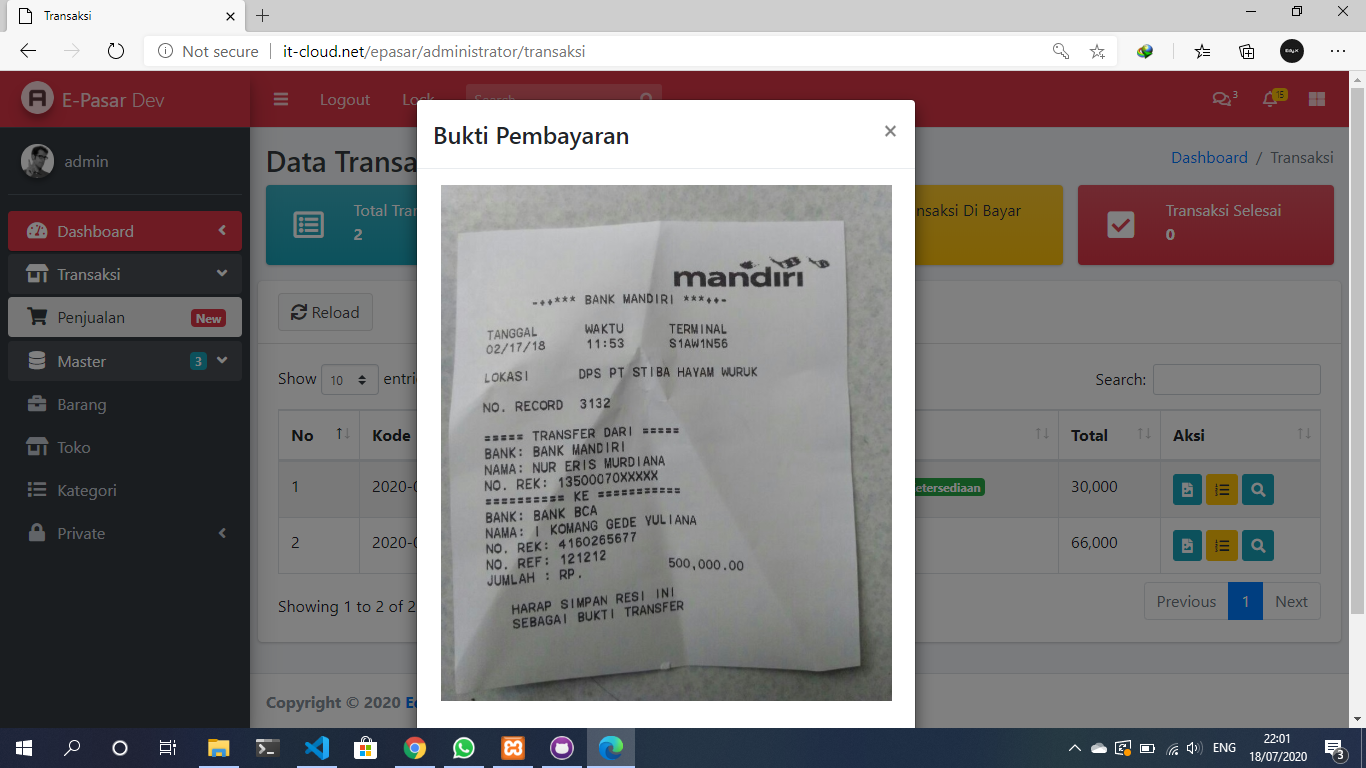 Transaksi
Not secure
it-cloud.net/epasar/administrator/transaksi
E-Pasar Dev
Logout
Lock
Search
3
15
admin
Dashboard
Transaksi
Penjualan New
Master 3
Barang
Toko
Kategori
Private
Data Transa
Dashboard / Transaksi
Total Tran
2
nsaksi Di Bayar
Transaksi Selesai
0
Reload
Show 10 entri
Search:
No Kode Total Aksi
1 2020-0 etersediaan 30,000
2 2020-0 66,000
Showing 1 to 2 of 2
Previous 1 Next
Copyright © 2020 Ed
Bukti Pembayaran
×
mandiri
-++*** BANK MANDIRI ***++-
TANGGAL WAKTU TERMINAL
02/17/18 11:53 S1AW1N56
LOKASI DPS PT STIBA HAYAM WURUK
NO. RECORD 3132
===== TRANSFER DARI =====
BANK: BANK MANDIRI
NAMA: NUR ERIS MURDIANA
NO. REK: 13500070XXXXX
========== KE ===========
BANK: BANK BCA
NAMA: I KOMANG GEDE YULIANA
NO. REK: 4160265677
NO. REF: 121212
JUMLAH : RP. 500,000.00
HARAP SIMPAN RESI INI
SEBAGAI BUKTI TRANSFER
ENG
22:01
18/07/2020
3